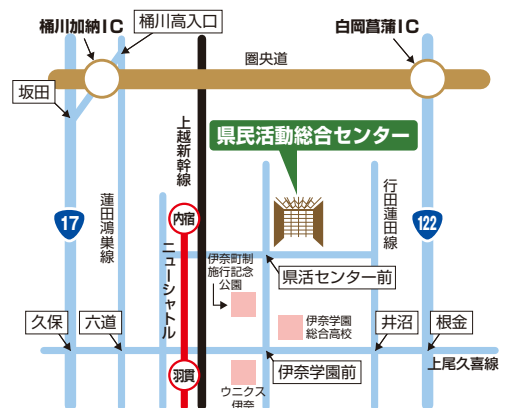 桶川加納IC
桶川高入口
白岡菖蒲IC
圏央道
坂田
上越新幹線
県民活動総合センター
蓮田鴻巣線
行田蓮田線
17
内宿
122
ニューシャトル
伊奈町制
施行記念
公園
県活センター前
久保
六道
伊奈学園
総合高校
井沼
根金
羽貫
伊奈学園前
上尾久喜線
ウニクス
伊奈